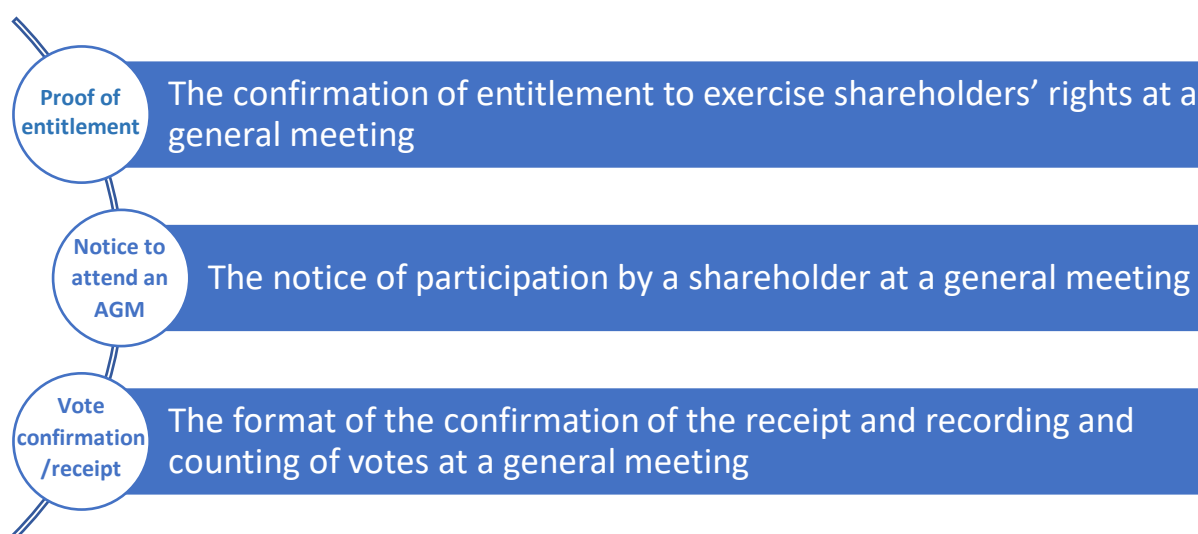 Proof of
entitlement
The confirmation of entitlement to exercise shareholders’ rights at a
general meeting
Notice to
attend an
AGM
The notice of participation by a shareholder at a general meeting
Vote
confirmation
/receipt
The format of the confirmation of the receipt and recording and
counting of votes at a general meeting